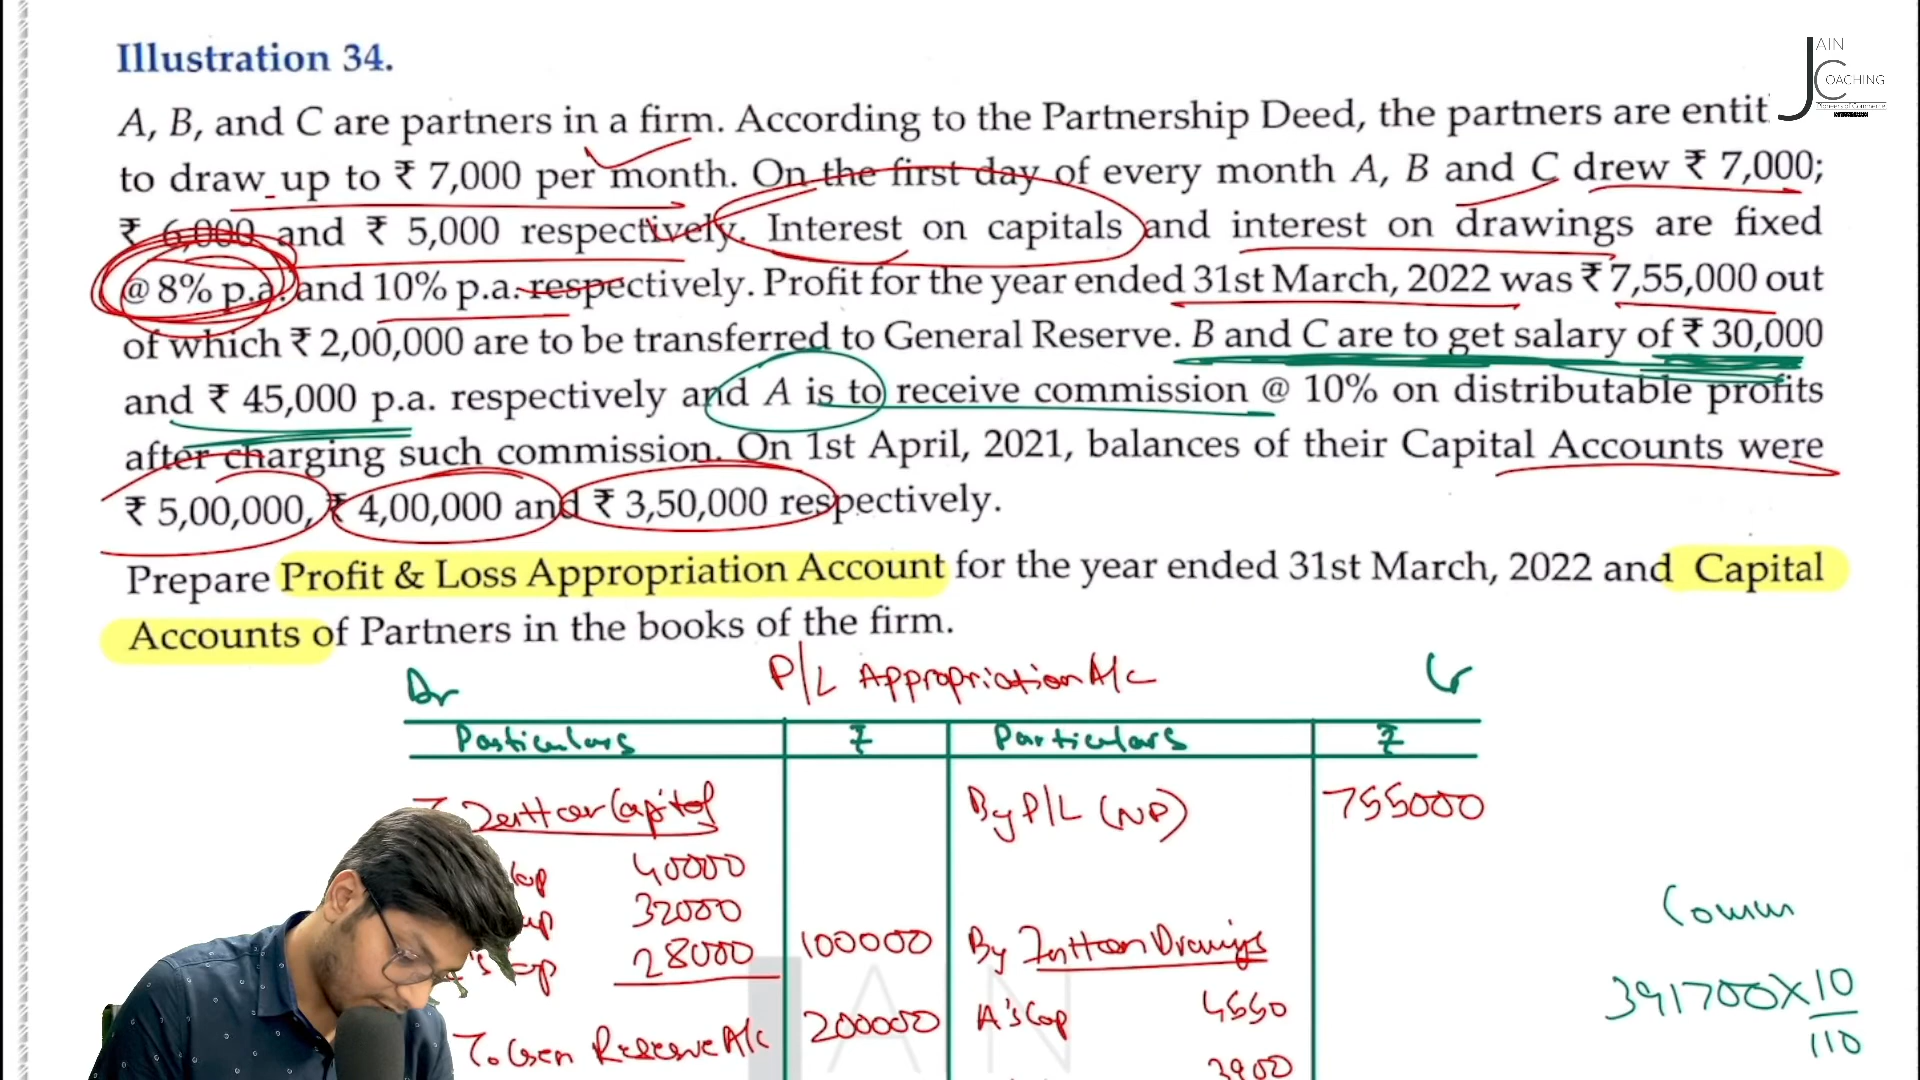 Illustration 34.
JAIN
COACHING
Pioneers of Commerce
A, B, and C are partners in a firm. According to the Partnership Deed, the partners are entit
to draw up to ₹ 7,000 per month. On the first day of every month A, B and C drew ₹ 7,000;
₹ 6,000 and ₹ 5,000 respectively. Interest on capitals and interest on drawings are fixed
@ 8% p.a. and 10% p.a. respectively. Profit for the year ended 31st March, 2022 was ₹ 7,55,000 out
of which ₹ 2,00,000 are to be transferred to General Reserve. B and C are to get salary of ₹ 30,000
and ₹ 45,000 p.a. respectively and A is to receive commission @ 10% on distributable profits
after charging such commission. On 1st April, 2021, balances of their Capital Accounts were
₹ 5,00,000, ₹ 4,00,000 and ₹ 3,50,000 respectively.
Prepare Profit & Loss Appropriation Account for the year ended 31st March, 2022 and Capital
Accounts of Partners in the books of the firm.
Dr P/L Appropriation A/c Cr
Particulars ₹ Particulars ₹
By P/L (NP) 755000
40000
32000
28000 100000 By Int on Drawings
A's Cap 4550
To Gen Reserve A/c 200000
3900
Comm
391700 × 10
110